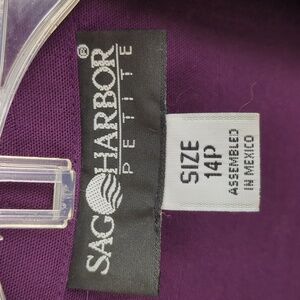 SAG HARBOR®
PETITE
SIZE
14P
ASSEMBLED
IN MEXICO